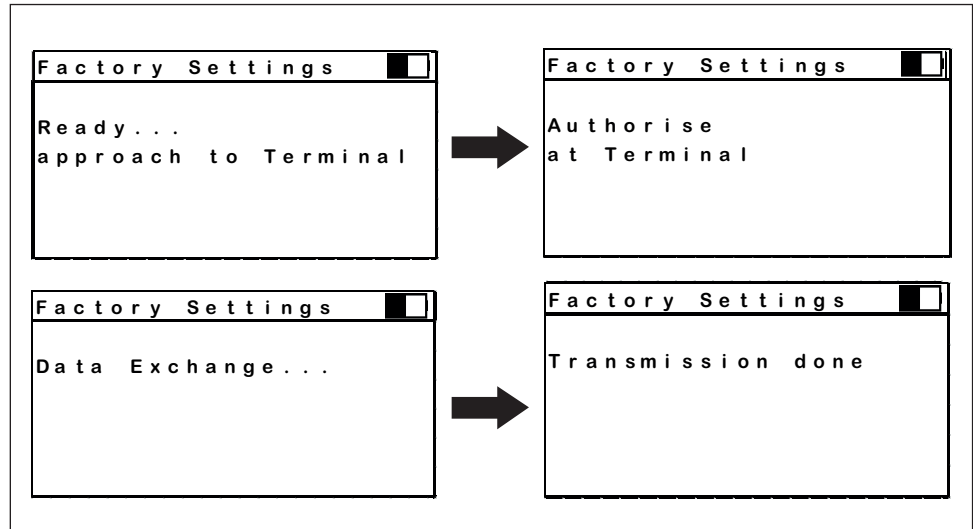 Factory Settings
Ready...
approach to Terminal
Factory Settings
Authorise
at Terminal
Factory Settings
Data Exchange...
Factory Settings
Transmission done